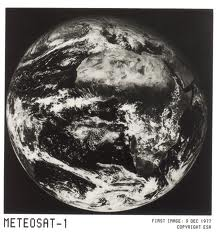 METEOSAT-1
FIRST IMAGE: 9 DEC 1977
COPYRIGHT ESA